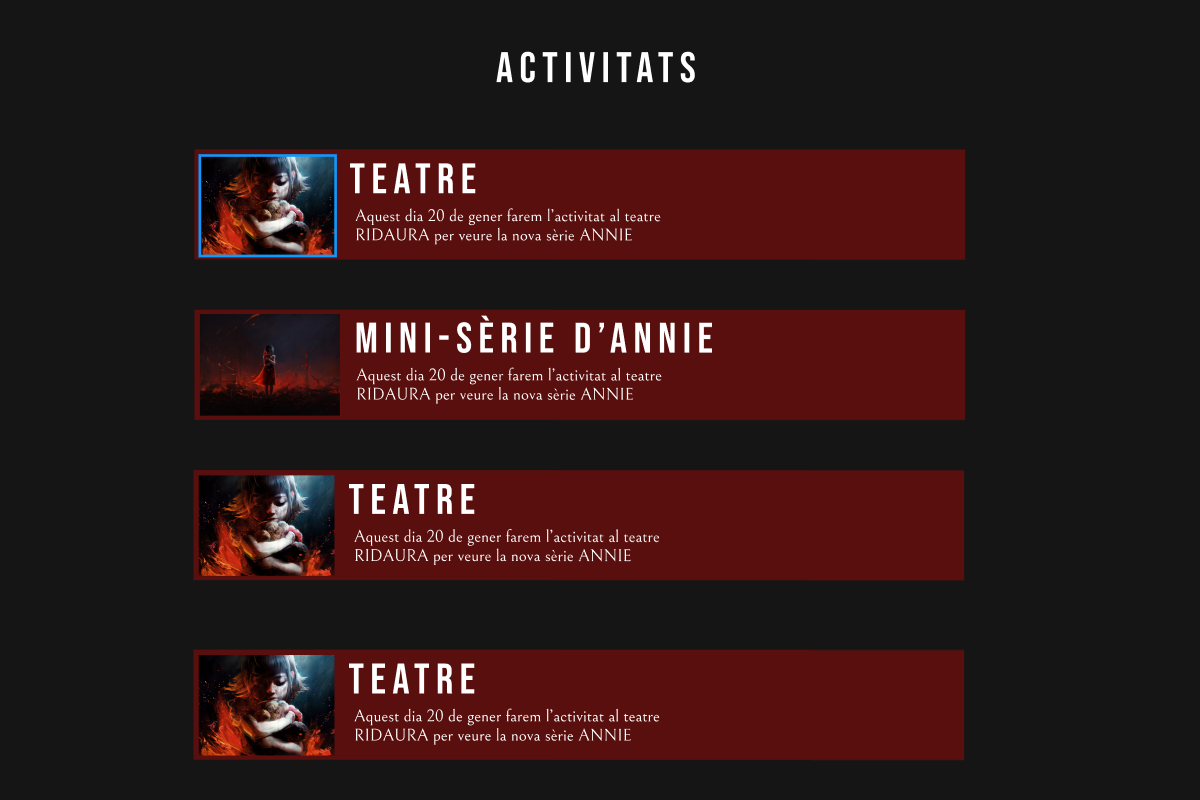 ACTIVITATS
TEATRE
Aquest dia 20 de gener farem l'activitat al teatre
RIDAURA per veure la nova sèrie ANNIE
MINI-SÈRIE D'ANNIE
Aquest dia 20 de gener farem l'activitat al teatre
RIDAURA per veure la nova sèrie ANNIE
TEATRE
Aquest dia 20 de gener farem l'activitat al teatre
RIDAURA per veure la nova sèrie ANNIE
TEATRE
Aquest dia 20 de gener farem l'activitat al teatre
RIDAURA per veure la nova sèrie ANNIE